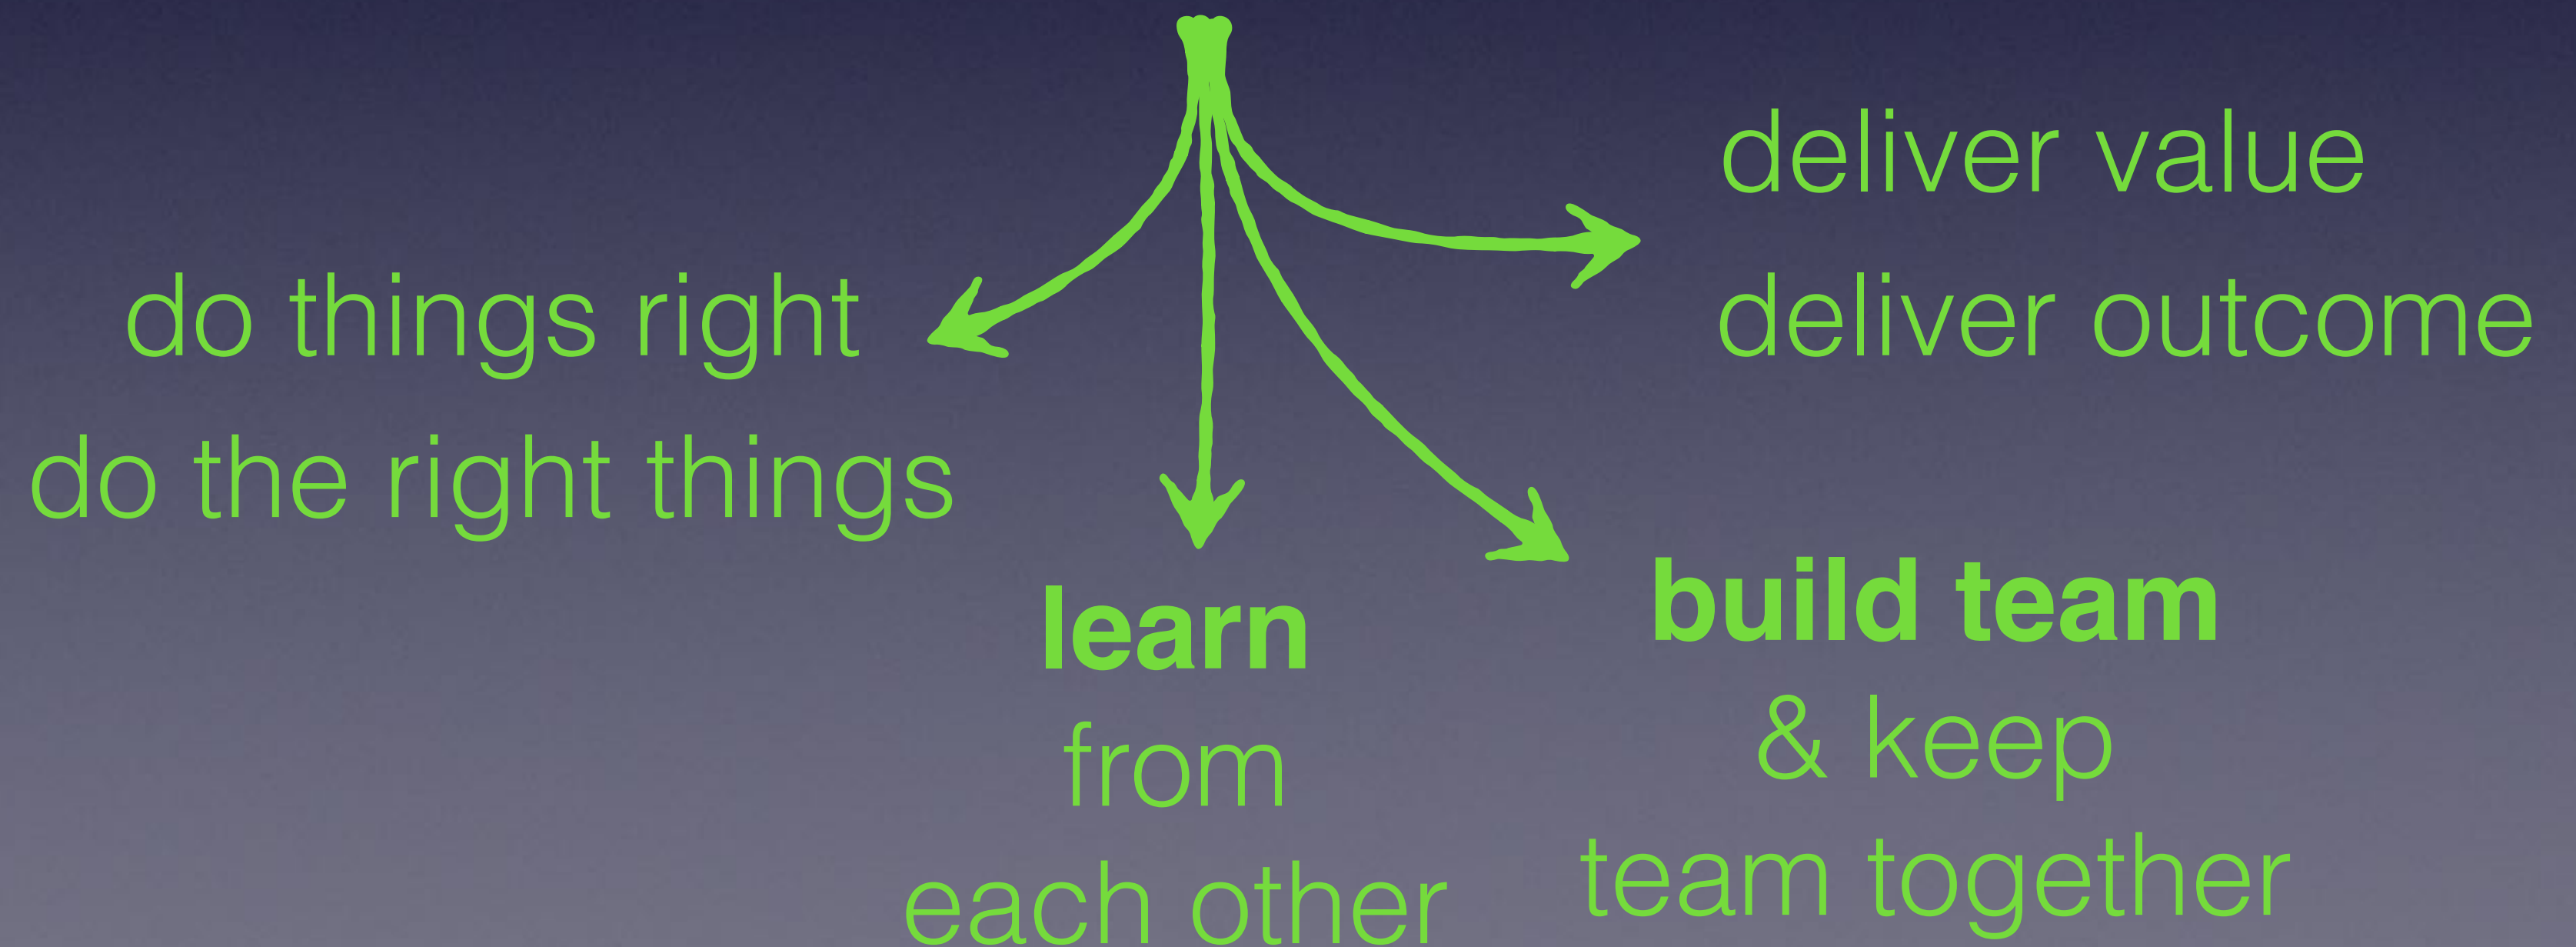 do things right
do the right things
learn
from
each other
build team
& keep
team together
deliver value
deliver outcome